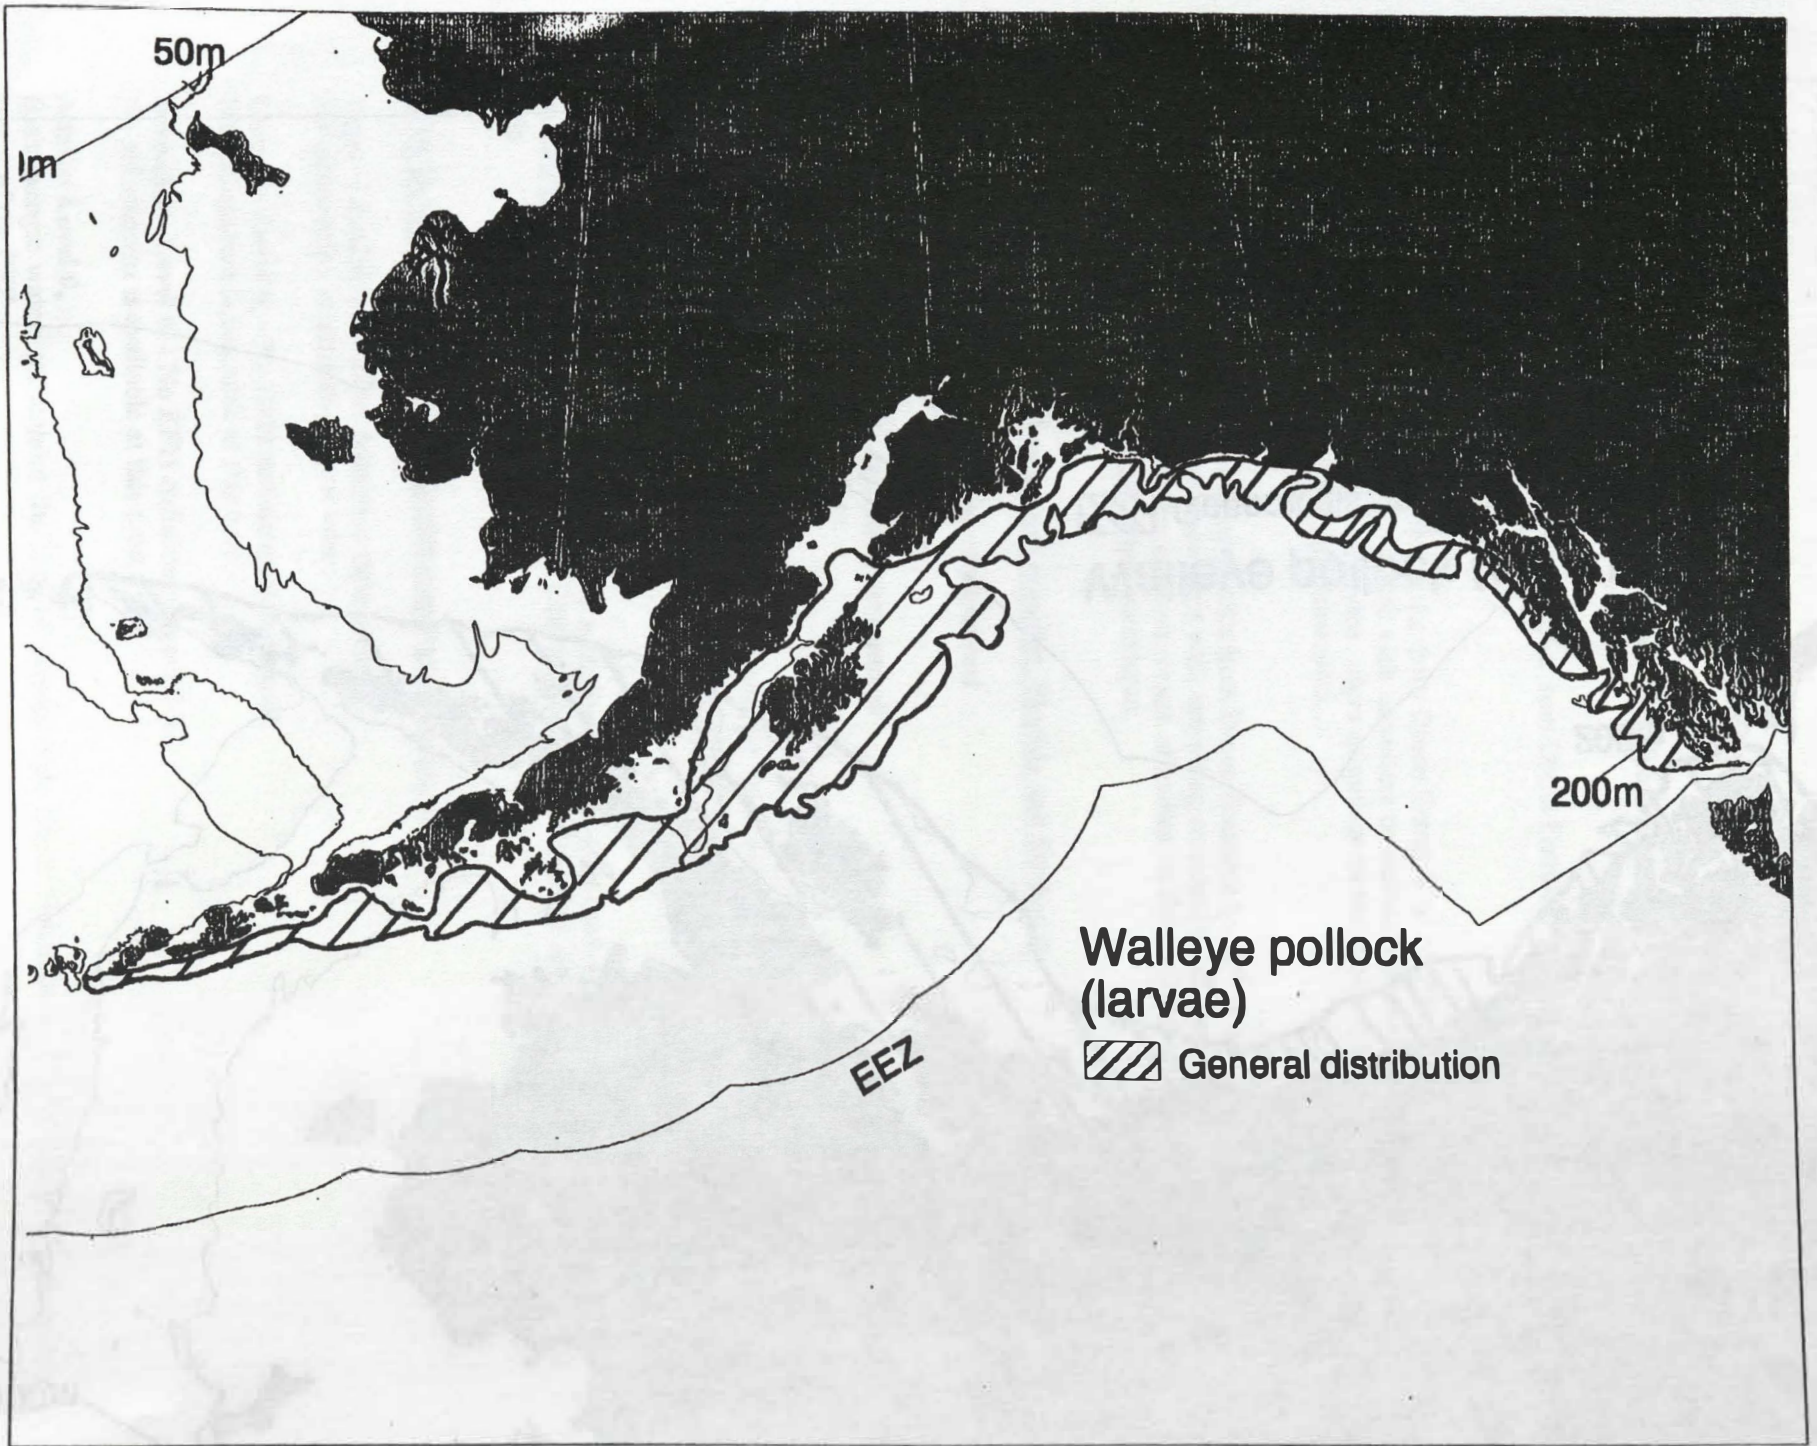 50m
200m
EEZ
Walleye pollock
(larvae)
General distribution